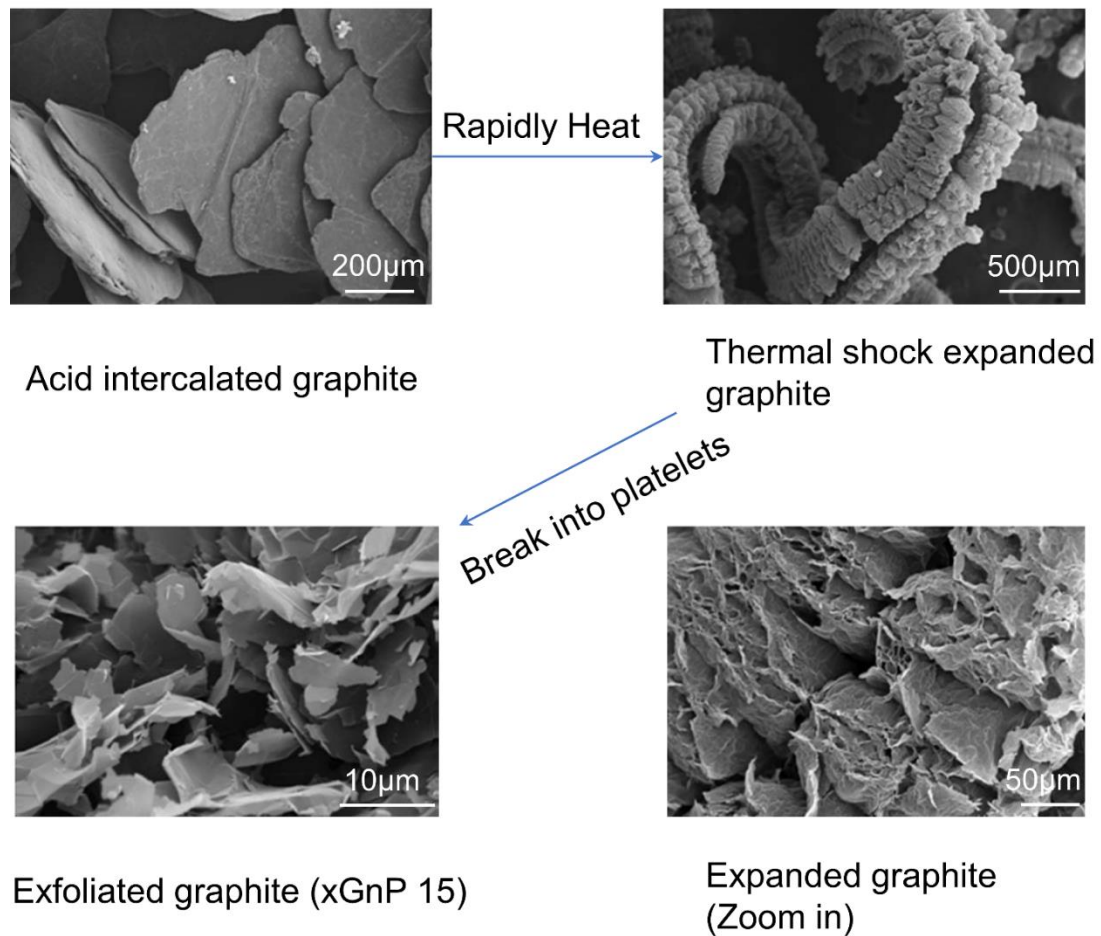 200µm
Rapidly Heat
500µm
Acid intercalated graphite
Thermal shock expanded
graphite
Break into platelets
10µm
50µm
Exfoliated graphite (xGnP 15)
Expanded graphite
(Zoom in)